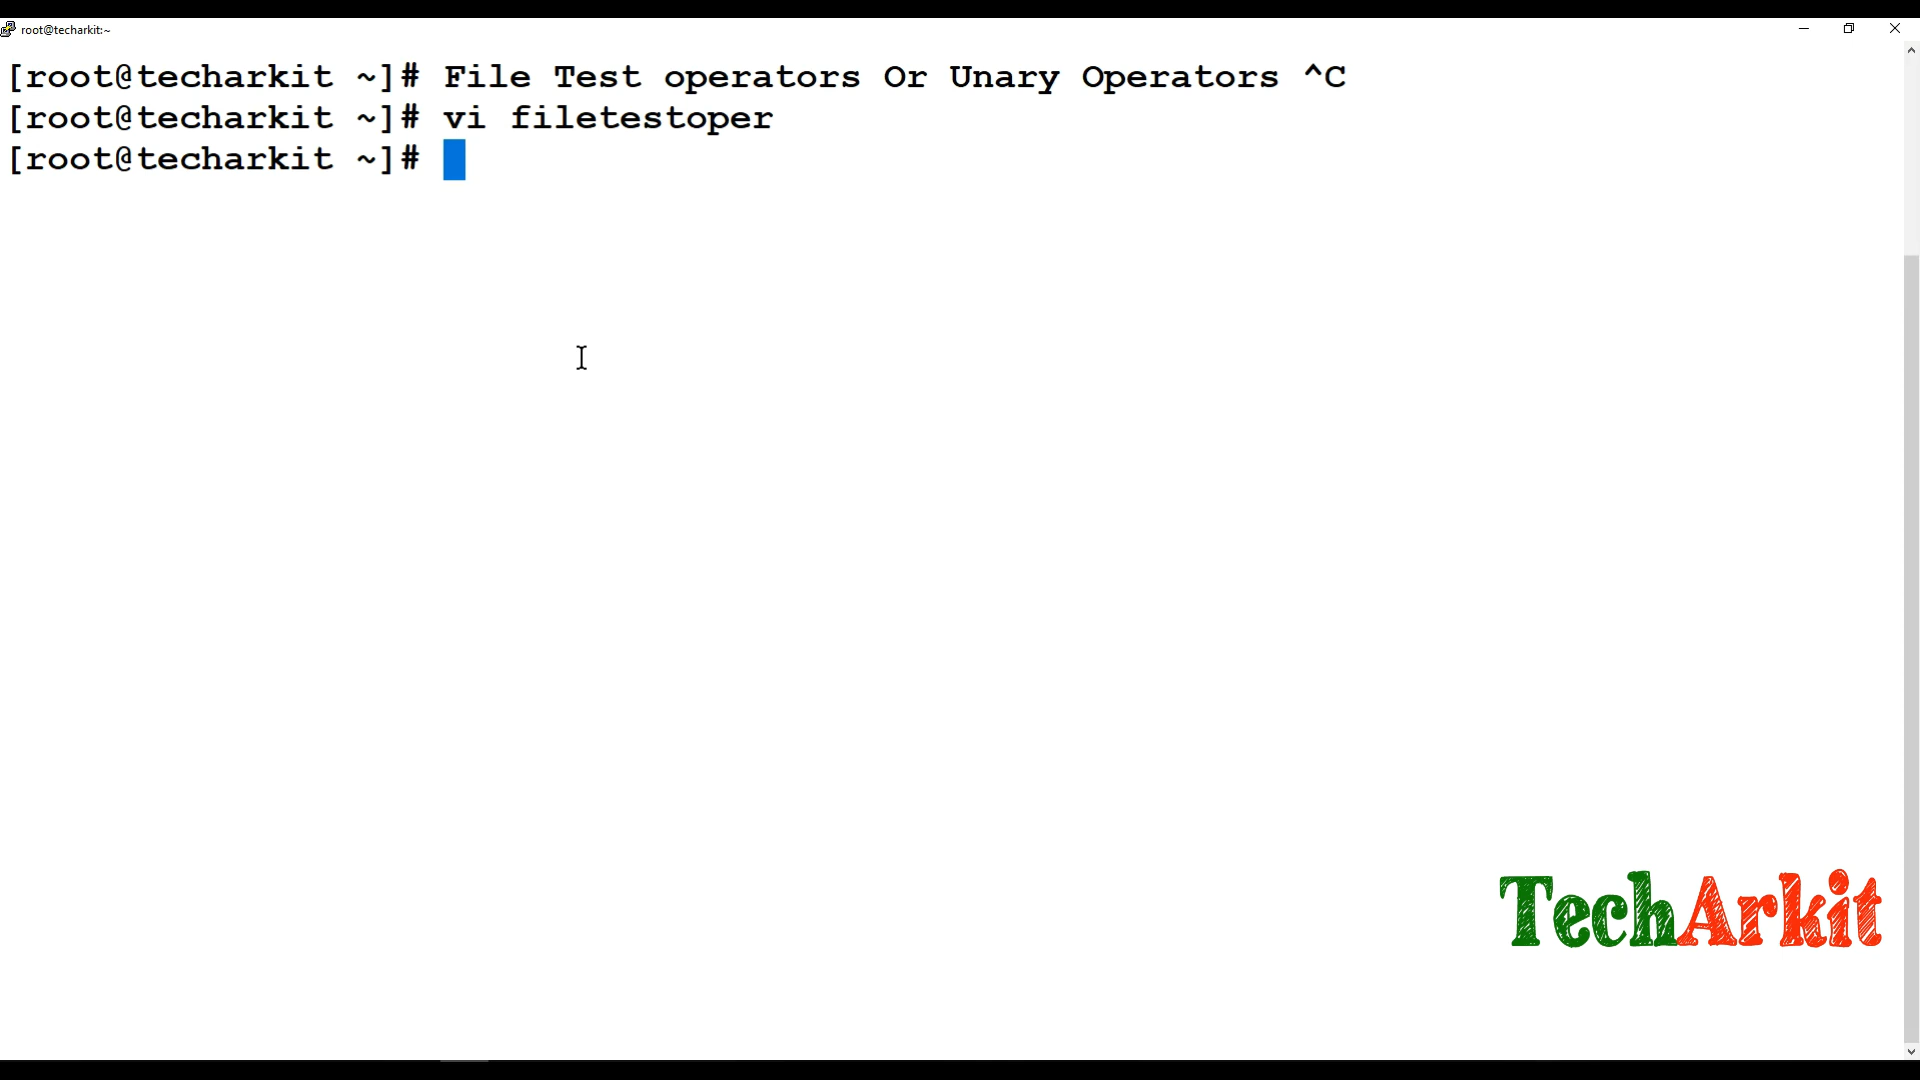 root@techarkit:~
[root@techarkit ~]# File Test operators Or Unary Operators ^C
[root@techarkit ~]# vi filetestoper
[root@techarkit ~]#
TechArkit